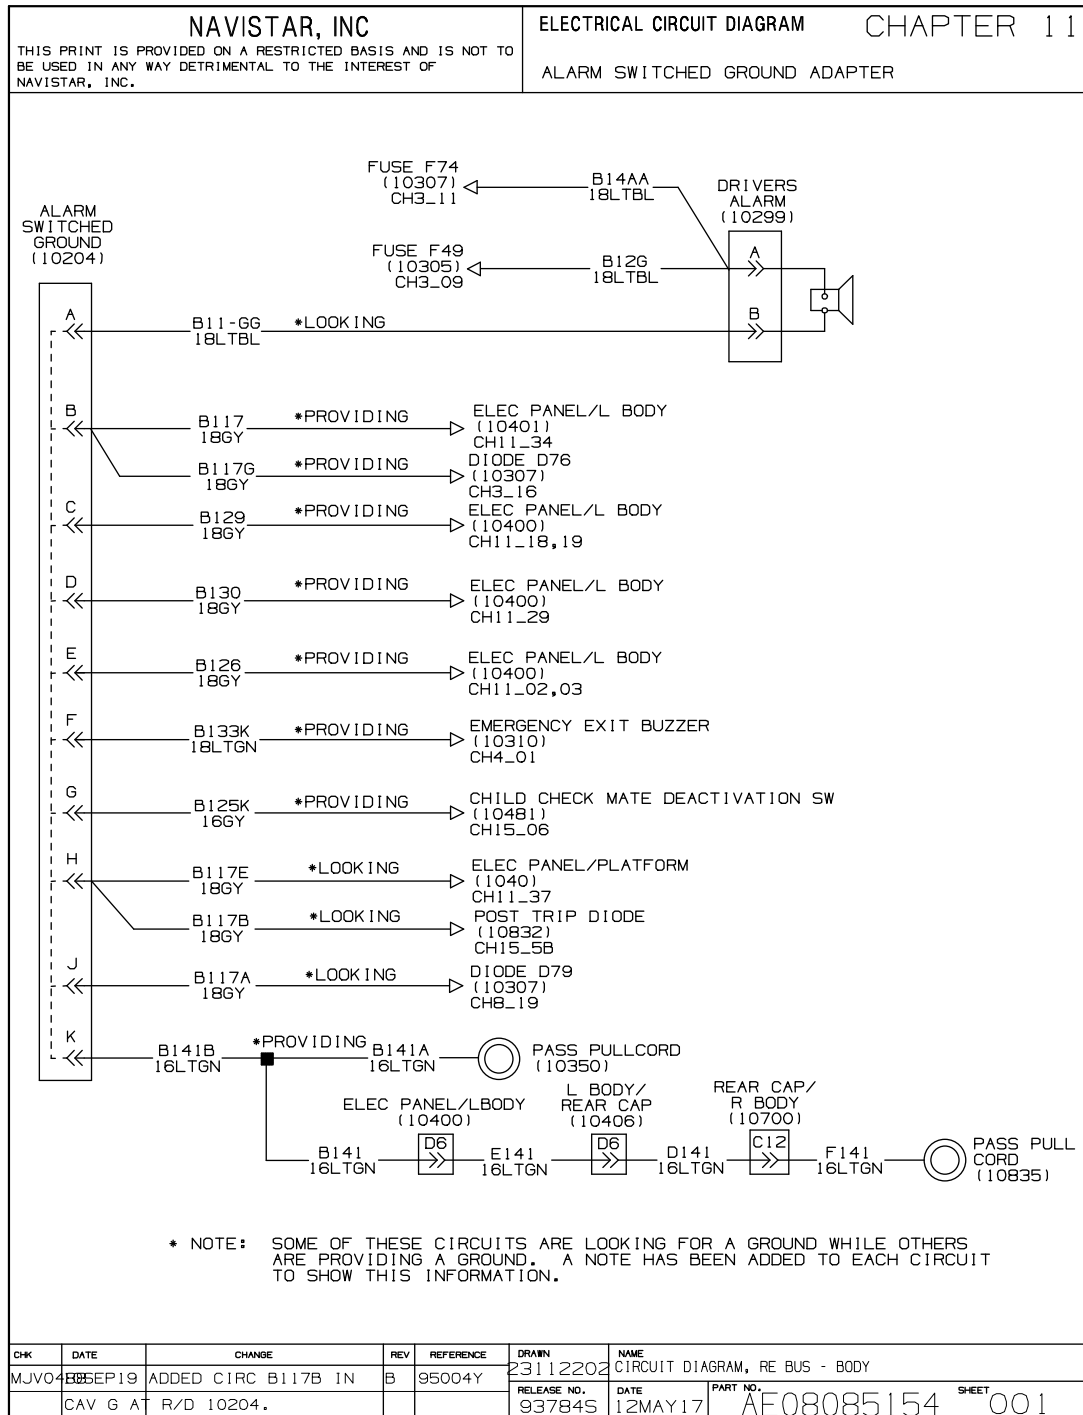 NAVISTAR, INC
THIS PRINT IS PROVIDED ON A RESTRICTED BASIS AND IS NOT TO
BE USED IN ANY WAY DETRIMENTAL TO THE INTEREST OF
NAVISTAR, INC.
ELECTRICAL CIRCUIT DIAGRAM
CHAPTER 11
ALARM SWITCHED GROUND ADAPTER
FUSE F74
(10307)
CH3_11
B14AA
18LTBL
DRIVERS
ALARM
(10299)
ALARM
SWITCHED
GROUND
(10204)
FUSE F49
(10305)
CH3_09
B12G
18LTBL
A
B
A
B11-GG
18LTBL
*LOOKING
B
B117
18GY
*PROVIDING
ELEC PANEL/L BODY
(10401)
CH11_34
B117G
18GY
*PROVIDING
DIODE D76
(10307)
CH3_16
C
B129
18GY
*PROVIDING
ELEC PANEL/L BODY
(10400)
CH11_18,19
D
B130
18GY
*PROVIDING
ELEC PANEL/L BODY
(10400)
CH11_29
E
B126
18GY
*PROVIDING
ELEC PANEL/L BODY
(10400)
CH11_02,03
F
B133K
18LTGN
*PROVIDING
EMERGENCY EXIT BUZZER
(10310)
CH4_01
G
B125K
16GY
*PROVIDING
CHILD CHECK MATE DEACTIVATION SW
(10481)
CH15_06
H
B117E
18GY
*LOOKING
ELEC PANEL/PLATFORM
(1040)
CH11_37
B117B
18GY
*LOOKING
POST TRIP DIODE
(10832)
CH15_5B
J
B117A
18GY
*LOOKING
DIODE D79
(10307)
CH8_19
K
B141B
16LTGN
*PROVIDING
B141A
16LTGN
PASS PULLCORD
(10350)
ELEC PANEL/LBODY
(10400)
D6
L BODY/
REAR CAP
(10406)
D6
REAR CAP/
R BODY
(10700)
C12
B141
16LTGN
E141
16LTGN
D141
16LTGN
F141
16LTGN
PASS PULL
CORD
(10835)
* NOTE: SOME OF THESE CIRCUITS ARE LOOKING FOR A GROUND WHILE OTHERS
ARE PROVIDING A GROUND. A NOTE HAS BEEN ADDED TO EACH CIRCUIT
TO SHOW THIS INFORMATION.
CHK DATE CHANGE REV REFERENCE
05SEP19 ADDED CIRC B117B IN B 95004Y
CAV G AT R/D 10204.
DRAWN
23112202
NAME
CIRCUIT DIAGRAM, RE BUS - BODY
RELEASE NO.
93784S
DATE
12MAY17
PART NO.
AF08085154
SHEET
001